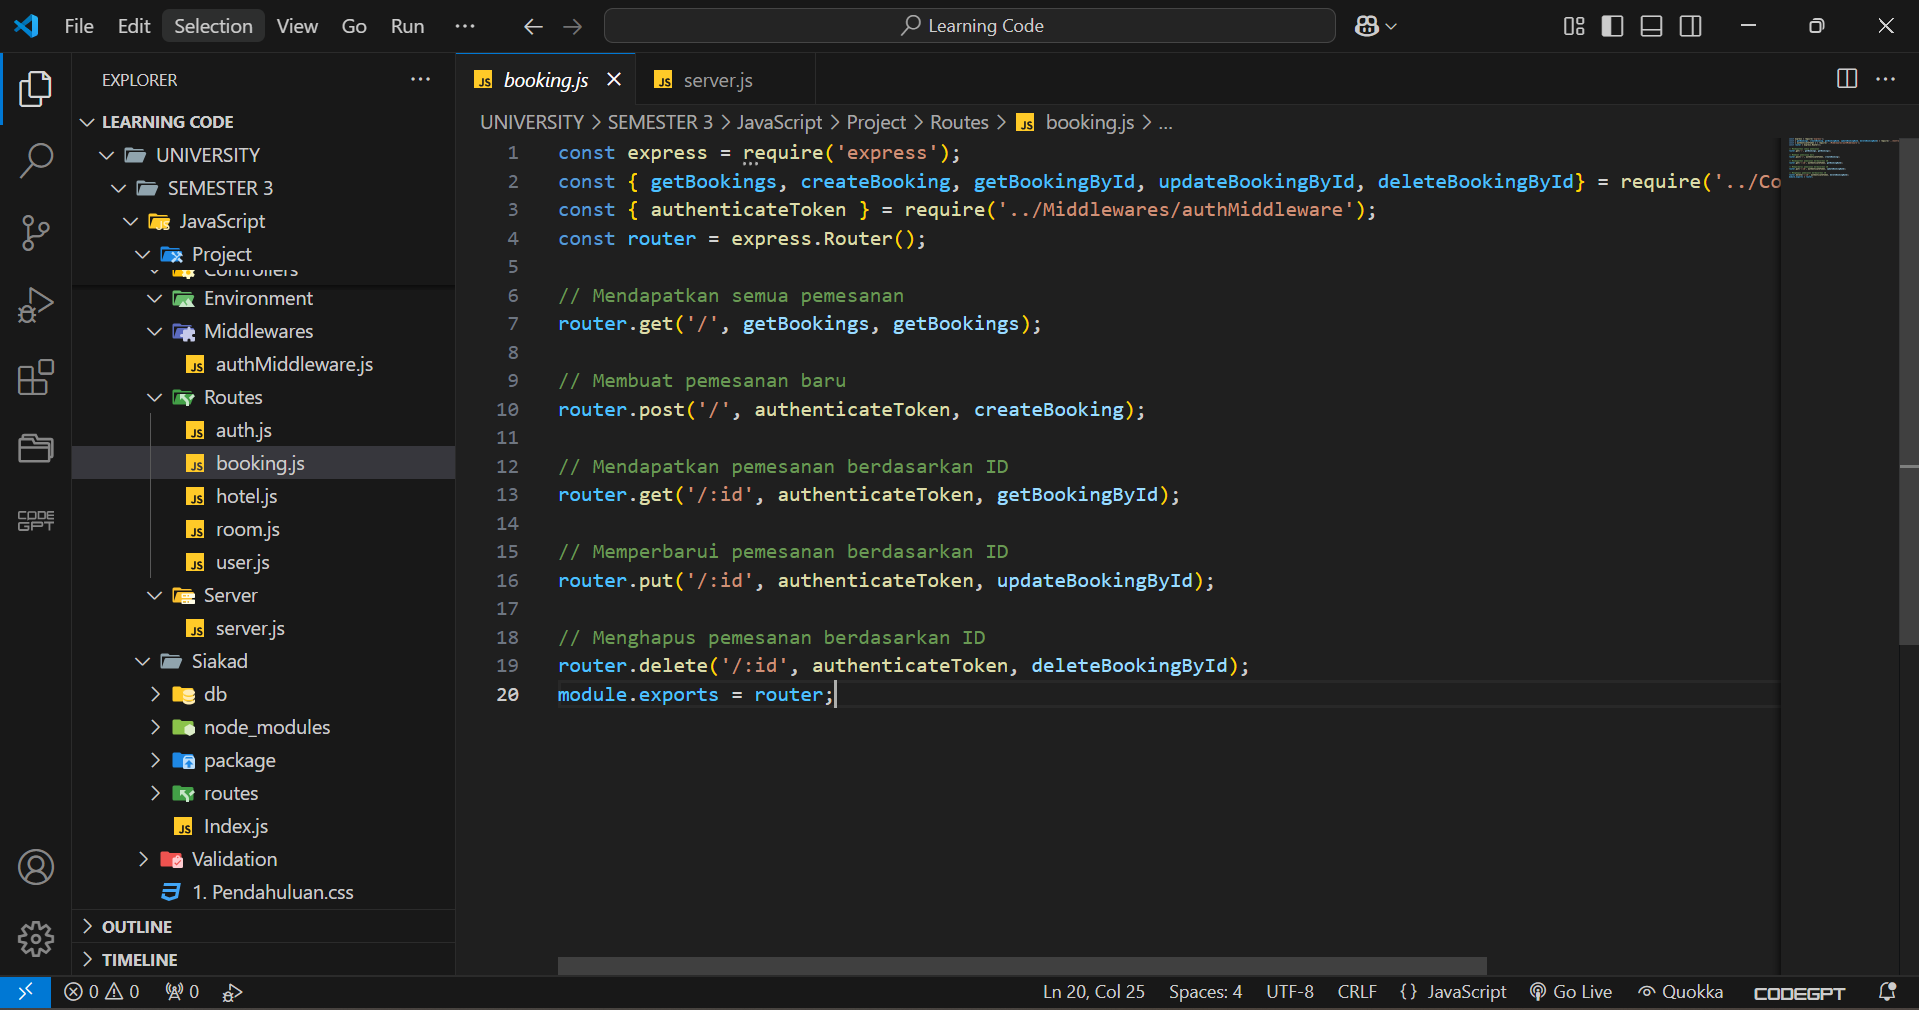 File Edit Selection View Go Run
Learning Code
EXPLORER
LEARNING CODE
UNIVERSITY
SEMESTER 3
JavaScript
Project
Controllers
Environment
Middlewares
authMiddleware.js
Routes
auth.js
booking.js
hotel.js
room.js
user.js
Server
server.js
Siakad
db
node_modules
package
routes
Index.js
Validation
1. Pendahuluan.css
OUTLINE
TIMELINE
CODE
GPT
booking.js
server.js
UNIVERSITY > SEMESTER 3 > JavaScript > Project > Routes > booking.js > ...
1 const express = require('express');
2 const { getBookings, createBooking, getBookingById, updateBookingById, deleteBookingById} = require('../Co
3 const { authenticateToken } = require('../Middlewares/authMiddleware');
4 const router = express.Router();
5
6 // Mendapatkan semua pemesanan
7 router.get('/', getBookings, getBookings);
8
9 // Membuat pemesanan baru
10 router.post('/', authenticateToken, createBooking);
11
12 // Mendapatkan pemesanan berdasarkan ID
13 router.get('/:id', authenticateToken, getBookingById);
14
15 // Memperbarui pemesanan berdasarkan ID
16 router.put('/:id', authenticateToken, updateBookingById);
17
18 // Menghapus pemesanan berdasarkan ID
19 router.delete('/:id', authenticateToken, deleteBookingById);
20 module.exports = router;
0 0 0
Ln 20, Col 25 Spaces: 4 UTF-8 CRLF {} JavaScript Go Live Quokka CODEGPT